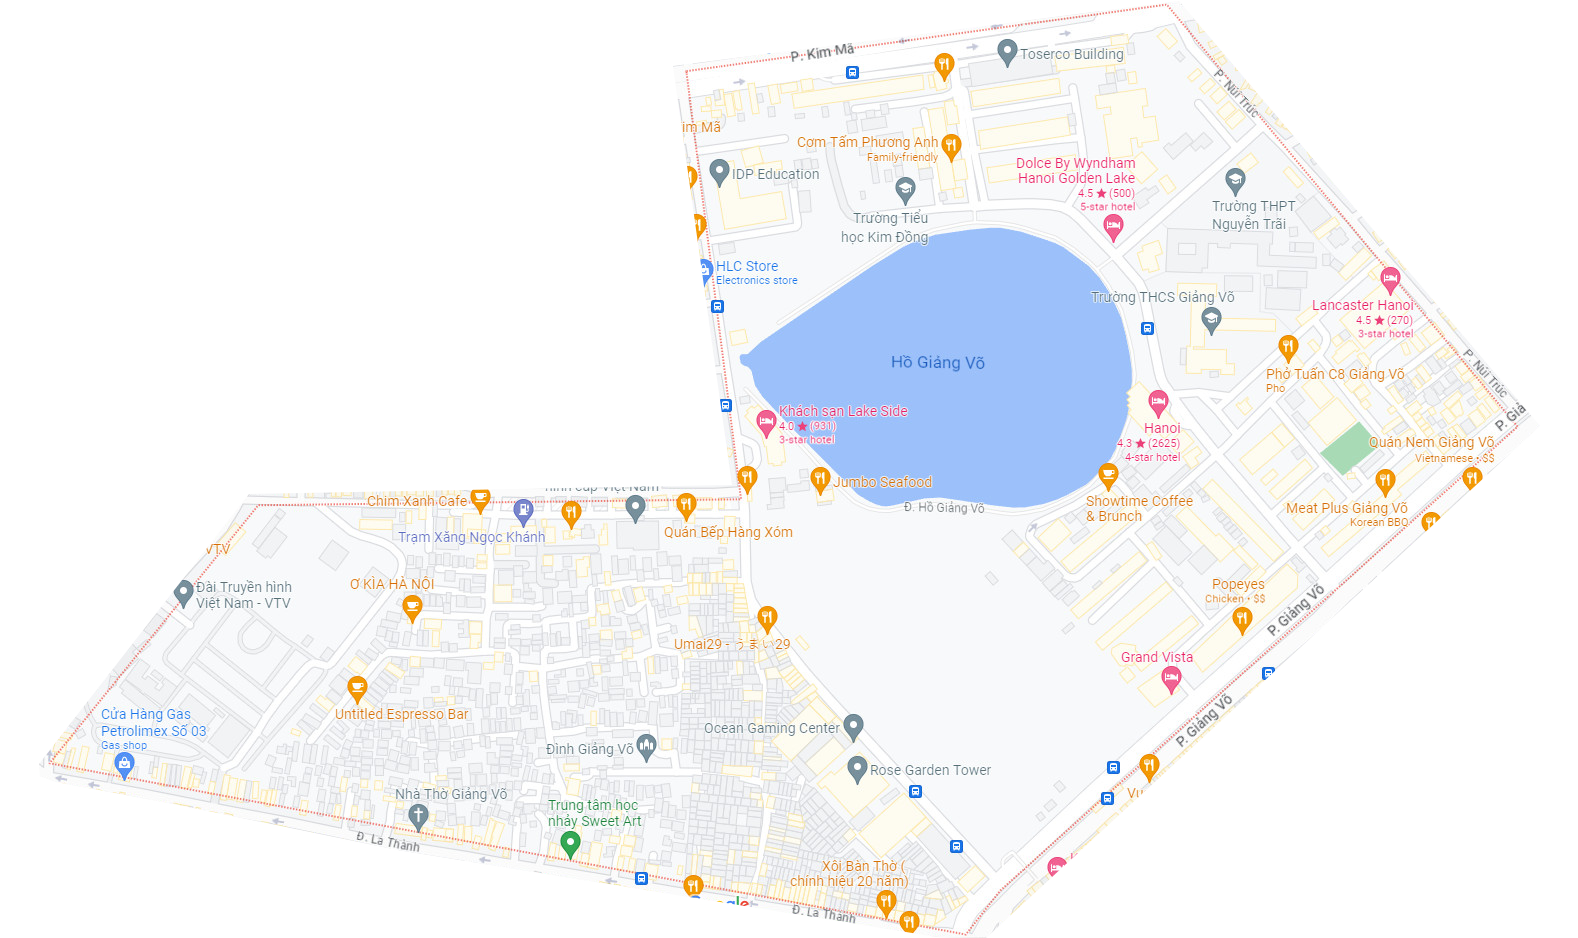 P. Kim Mã
Toserco Building
P. Núi Trúc
im Mã
Cơm Tấm Phương Anh
Family-friendly
IDP Education
Dolce By Wyndham
Hanoi Golden Lake
4.5 ★ (500)
5-star hotel
Trường Tiểu
học Kim Đồng
Trường THPT
Nguyễn Trãi
HLC Store
Electronics store
Trường THCS Giảng Võ
Lancaster Hanoi
4.5 ★ (270)
3-star hotel
Hồ Giảng Võ
Phở Tuấn C8 Giảng Võ
Pho
P. Núi Trúc
P. Giả
Khách sạn Lake Side
4.0 ★ (931)
3-star hotel
Hanoi
4.3 ★ (2625)
4-star hotel
Quán Nem Giảng Võ
Vietnamese • $$
Jumbo Seafood
Đ. Hồ Giảng Võ
Showtime Coffee
& Brunch
Meat Plus Giảng Võ
Korean BBQ
Chim Xanh Cafe
Trạm Xăng Ngọc Khánh
Quán Bếp Hàng Xóm
VTV
Đài Truyền hình
Việt Nam - VTV
Ơ KÌA HÀ NỘI
Popeyes
Chicken • $$
P. Giảng Võ
Umai29 - うまい29
Grand Vista
Untitled Espresso Bar
Cửa Hàng Gas
Petrolimex Số 03
Gas shop
Ocean Gaming Center
P. Giảng Võ
Đình Giảng Võ
Rose Garden Tower
Nhà Thờ Giảng Võ
Trung tâm học
nhảy Sweet Art
Vu
Đ. La Thành
Xôi Bàn Thờ (
chính hiệu 20 năm)
Đ. La Thành